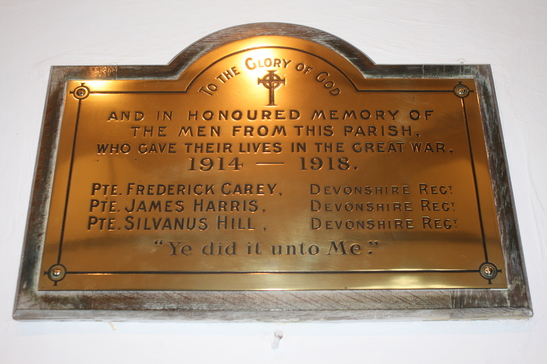 TO THE GLORY OF GOD
AND IN HONOURED MEMORY OF
THE MEN FROM THIS PARISH,
WHO GAVE THEIR LIVES IN THE GREAT WAR,
1914 — 1918.
PTE. FREDERICK CAREY, DEVONSHIRE REGT
PTE. JAMES HARRIS, DEVONSHIRE REGT
PTE. SILVANUS HILL, DEVONSHIRE REGT
"Ye did it unto Me."